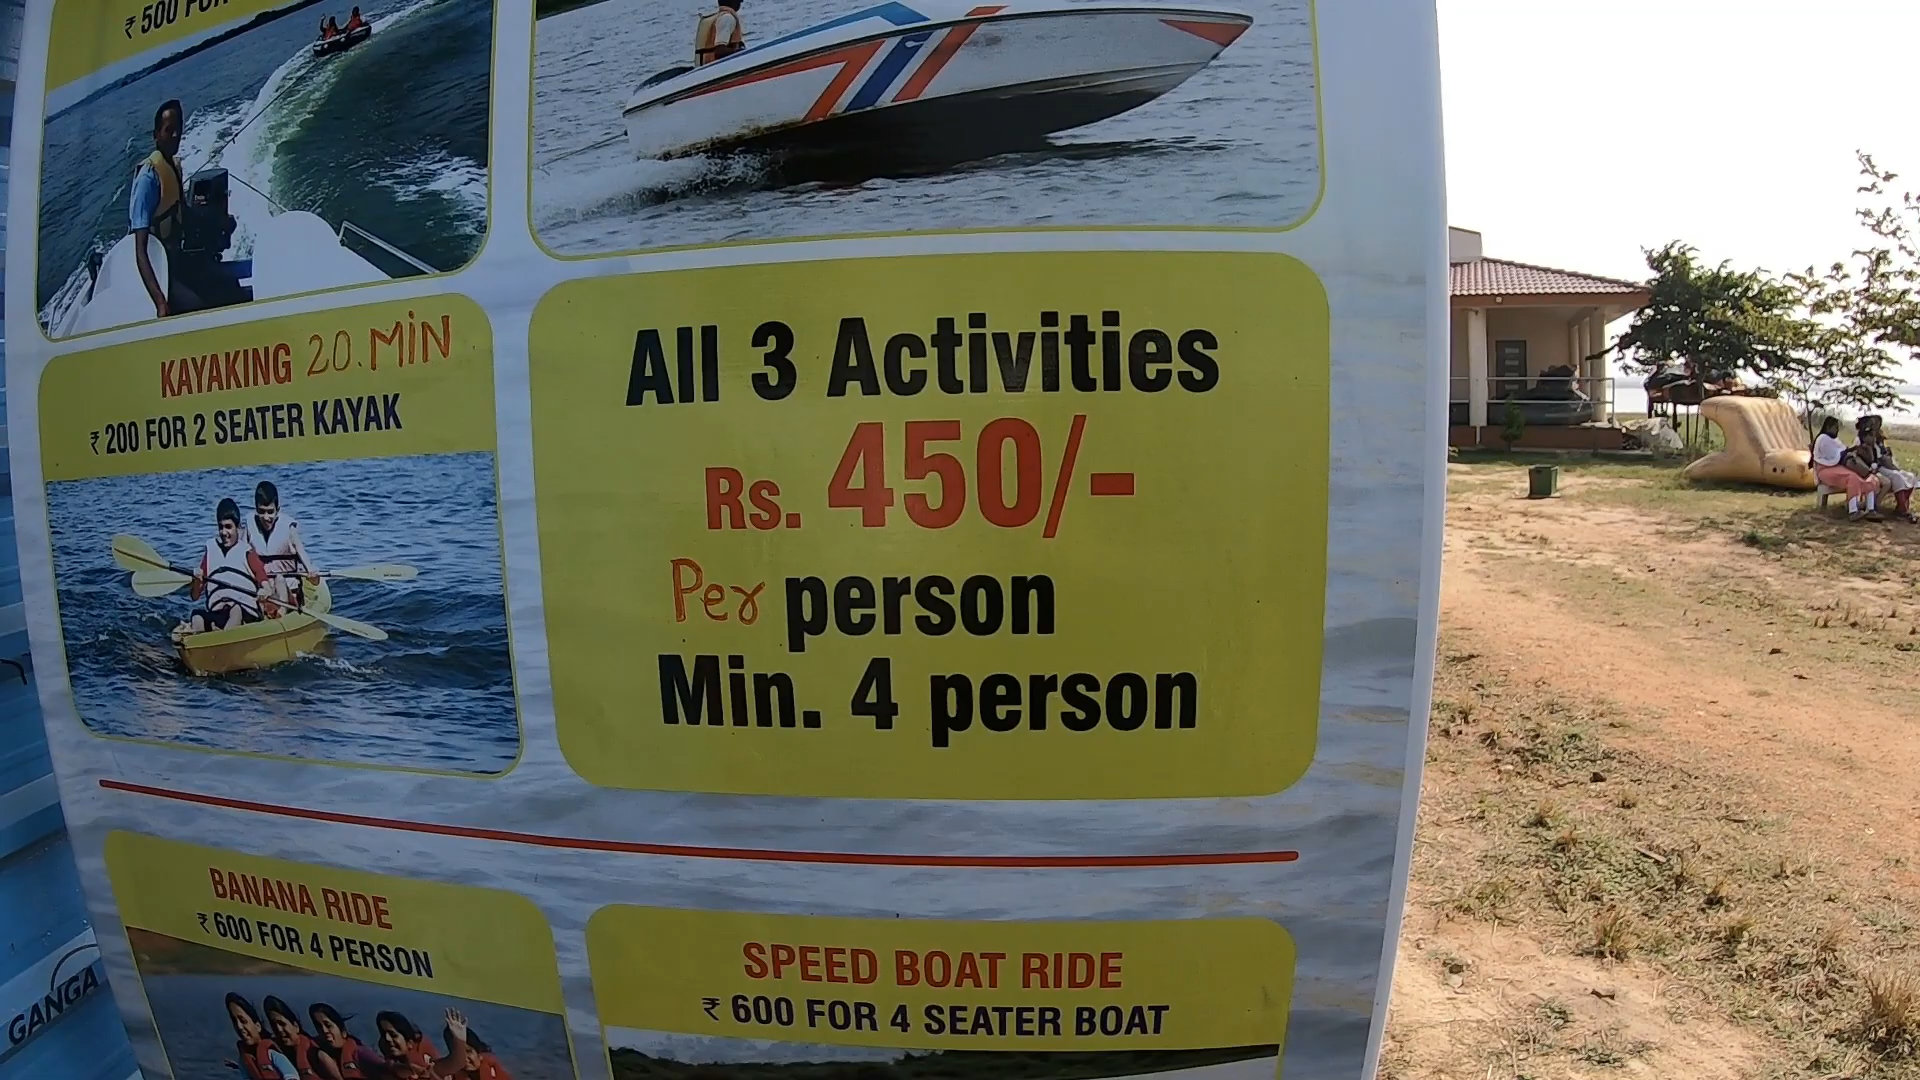 ₹ 500 FOR
KAYAKING 20.MIN
₹ 200 FOR 2 SEATER KAYAK
All 3 Activities
Rs. 450/-
Per person
Min. 4 person
BANANA RIDE
₹ 600 FOR 4 PERSON
SPEED BOAT RIDE
₹ 600 FOR 4 SEATER BOAT
GANGA